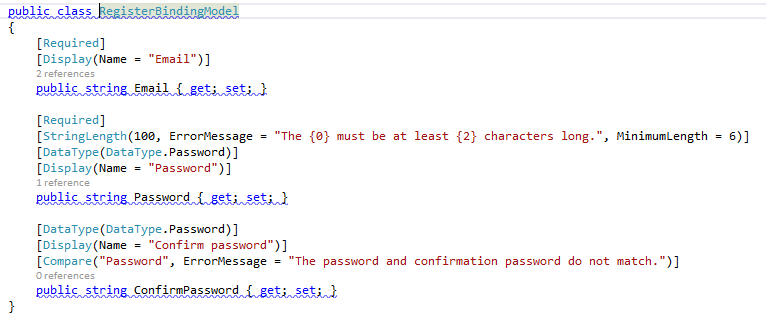 public class RegisterBindingModel
{
[Required]
[Display(Name = "Email")]
2 references
public string Email { get; set; }
[Required]
[StringLength(100, ErrorMessage = "The {0} must be at least {2} characters long.", MinimumLength = 6)]
[DataType(DataType.Password)]
[Display(Name = "Password")]
1 reference
public string Password { get; set; }
[DataType(DataType.Password)]
[Display(Name = "Confirm password")]
[Compare("Password", ErrorMessage = "The password and confirmation password do not match.")]
0 references
public string ConfirmPassword { get; set; }
}